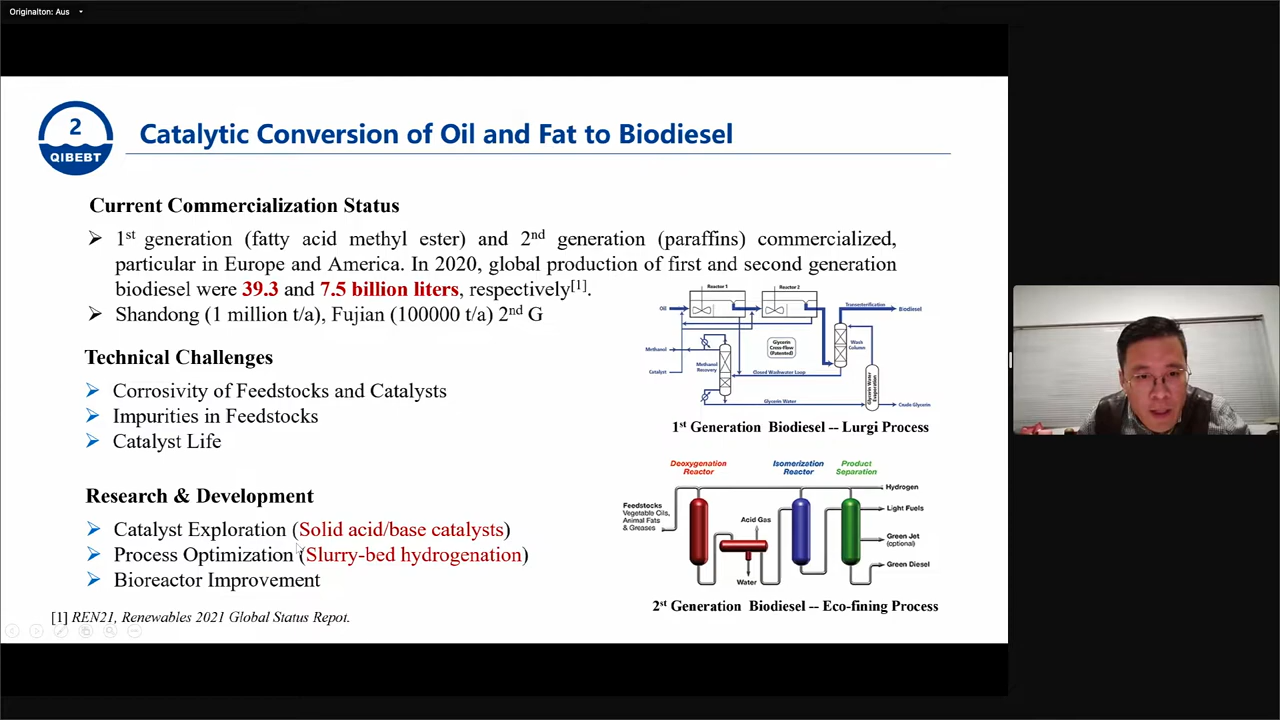 Originalton: Aus
2
QIBEBT
Catalytic Conversion of Oil and Fat to Biodiesel
Current Commercialization Status
➢ 1st generation (fatty acid methyl ester) and 2nd generation (paraffins) commercialized,
particular in Europe and America. In 2020, global production of first and second generation
biodiesel were 39.3 and 7.5 billion liters, respectively[1].
➢ Shandong (1 million t/a), Fujian (100000 t/a) 2nd G
Technical Challenges
➢ Corrosivity of Feedstocks and Catalysts
➢ Impurities in Feedstocks
➢ Catalyst Life
Research & Development
➢ Catalyst Exploration (Solid acid/base catalysts)
➢ Process Optimization (Slurry-bed hydrogenation)
➢ Bioreactor Improvement
[1] REN21, Renewables 2021 Global Status Repot.
Reactor 1
Reactor 2
Oil
Transesterification
Biodiesel
Methanol
Catalyst
Methanol
Recovery
Glycerin
Cross-Flow
(Patented)
Wash
Column
Closed Washwater Loop
Glycerin Water
Glycerin Water
Evaporation
Crude Glycerin
1st Generation Biodiesel -- Lurgi Process
Deoxygenation
Reactor
Isomerization
Reactor
Product
Separation
Hydrogen
Feedstocks
Vegetable Oils,
Animal Fats
& Greases
Acid Gas
Water
Light Fuels
Green Jet
(optional)
Green Diesel
2st Generation Biodiesel -- Eco-fining Process